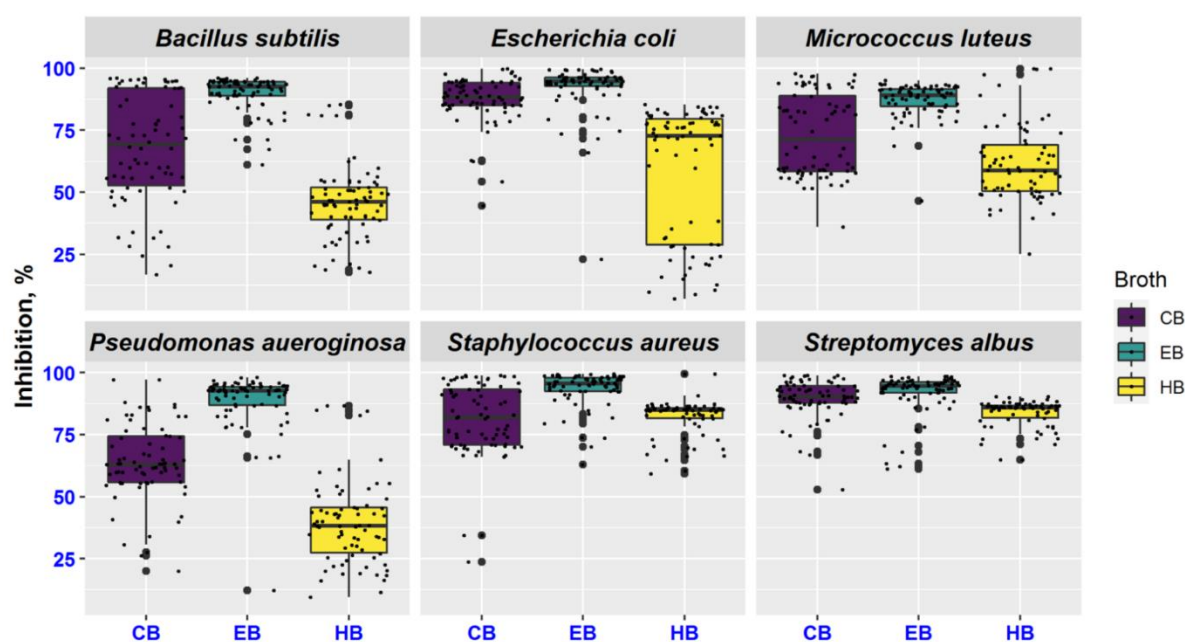 Bacillus subtilis Escherichia coli Micrococcus luteus
100
75
50
25
Pseudomonas aueroginosa Staphylococcus aureus Streptomyces albus
100
75
50
25
Inhibition, %
CB EB HB CB EB HB CB EB HB
Broth
CB
EB
HB